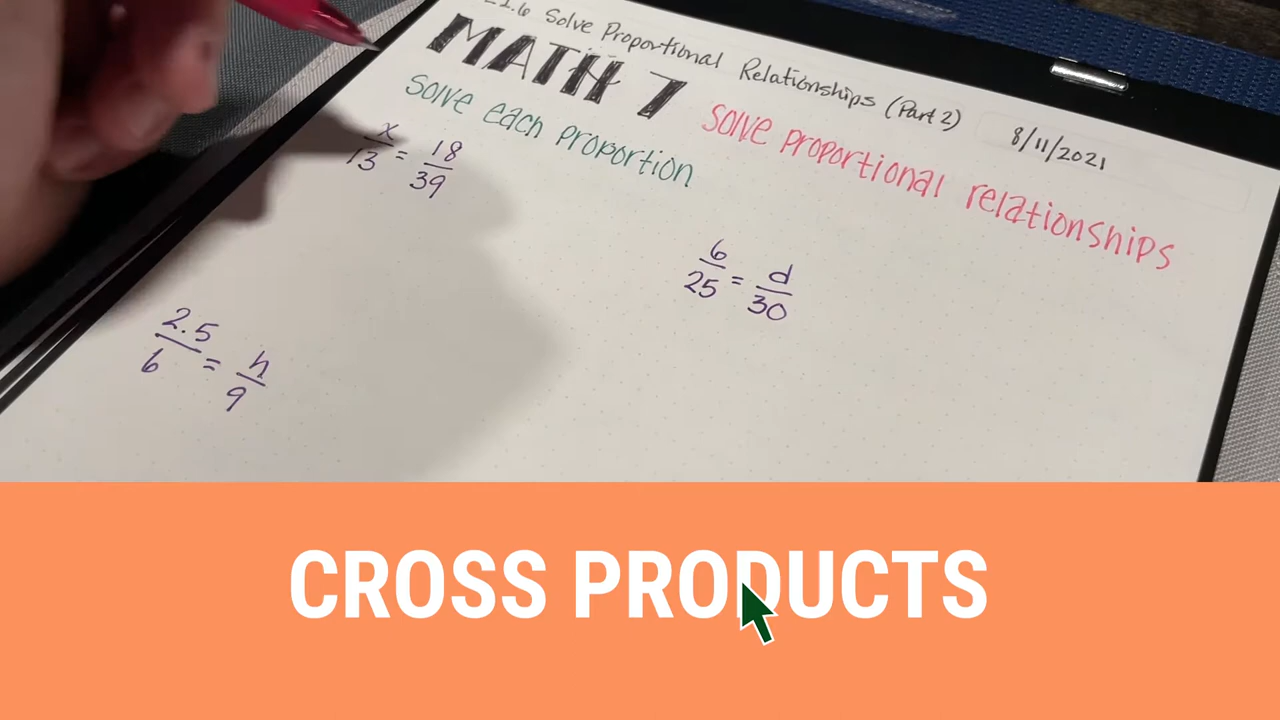 1.6 Solve Proportional Relationships (Part 2)
8/11/2021
MATH 7
Solve proportional relationships
Solve each proportion
x/13 = 18/39
6/25 = d/30
2.5/6 = h/9
CROSS PRODUCTS